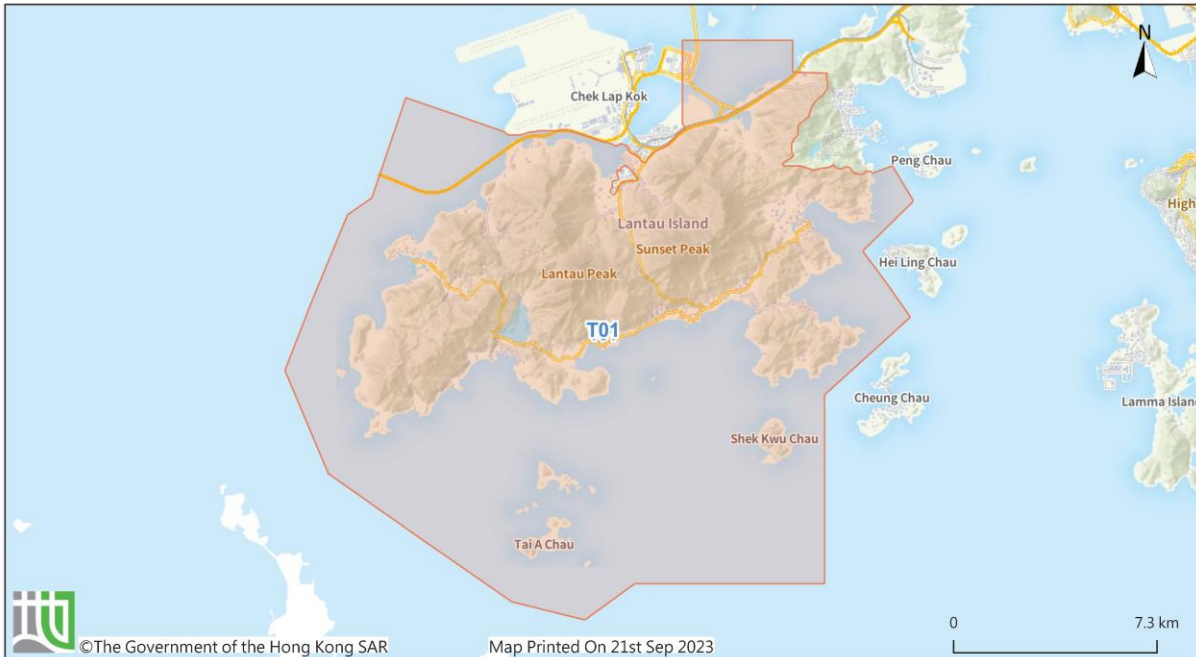 N
Chek Lap Kok
Peng Chau
High
Lantau Island
Sunset Peak
Hei Ling Chau
Lantau Peak
T01
Cheung Chau
Lamma Island
Shek Kwu Chau
Tai A Chau
0 7.3 km
©The Government of the Hong Kong SAR Map Printed On 21st Sep 2023